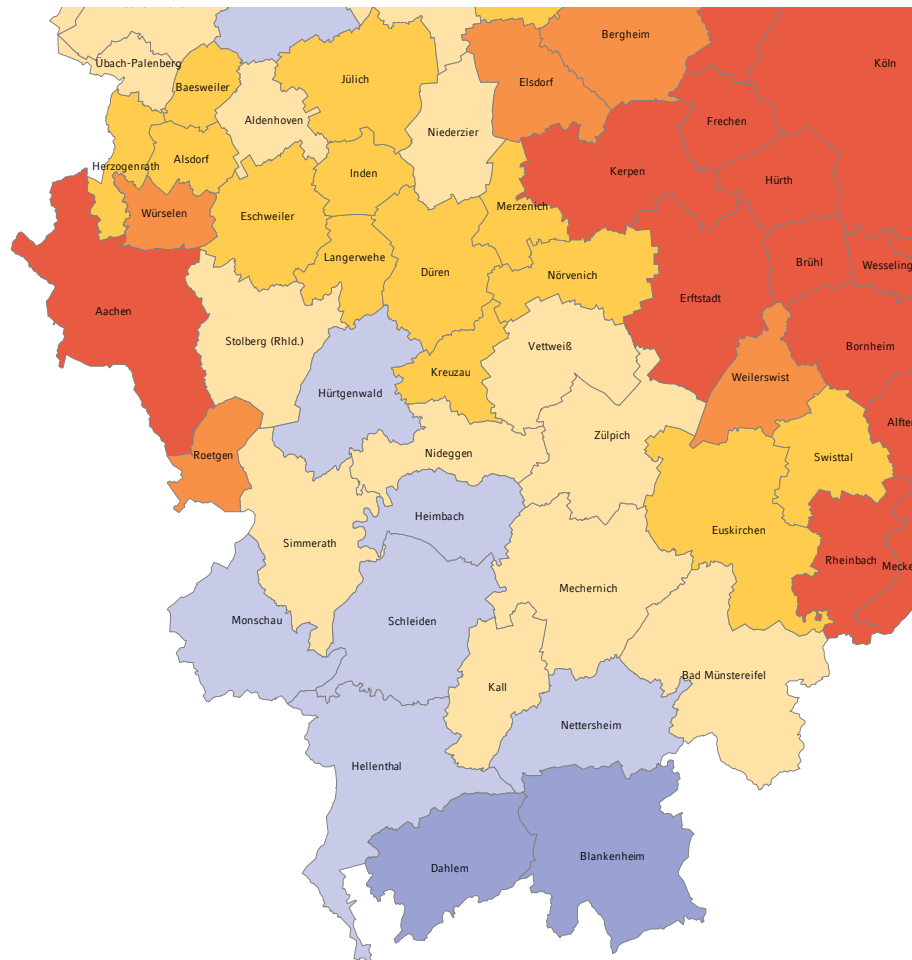 Bergheim
Übach-Palenberg
Köln
Jülich
Elsdorf
Baesweiler
Aldenhoven
Frechen
Niederzier
Alsdorf
Herzogenrath
Inden
Kerpen
Hürth
Merzenich
Würselen
Eschweiler
Langerwehe
Düren
Nörvenich
Brühl
Wesseling
Erftstadt
Aachen
Stolberg (Rhld.)
Vettweiß
Bornheim
Kreuzau
Weilerswist
Hürtgenwald
Alfter
Zülpich
Roetgen
Nideggen
Swisttal
Heimbach
Euskirchen
Simmerath
Rheinbach
Mecke
Mechernich
Monschau
Schleiden
Bad Münstereifel
Kall
Nettersheim
Hellenthal
Blankenheim
Dahlem